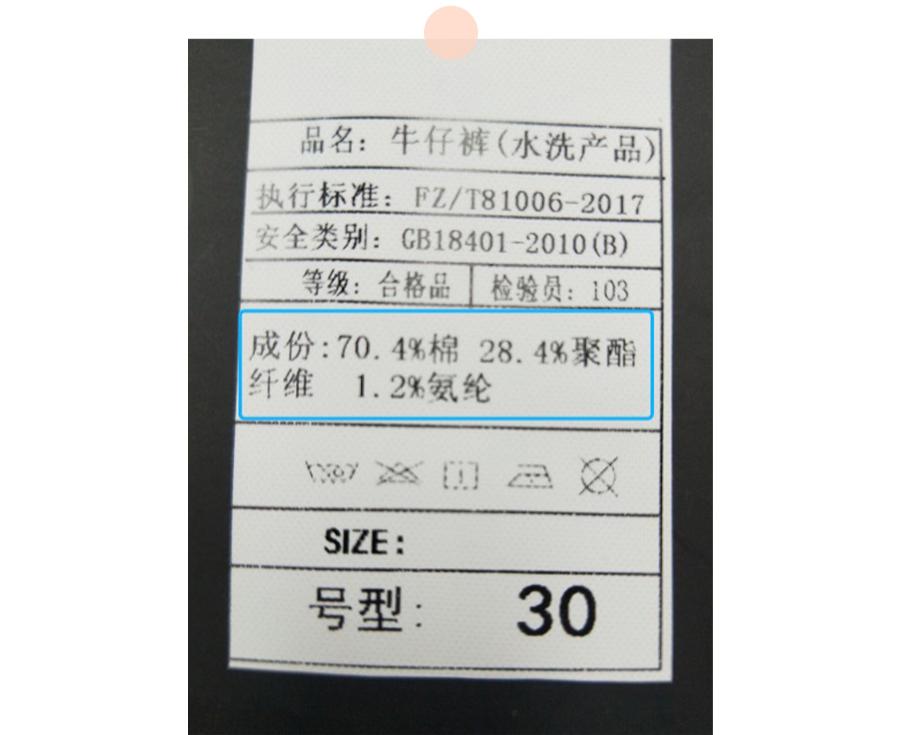 品名：牛仔裤(水洗产品)
执行标准：FZ/T81006-2017
安全类别：GB18401-2010(B)
等级：合格品 检验员：103
成份:70.4%棉 28.4%聚酯
纤维 1.2%氨纶
SIZE:
号型： 30